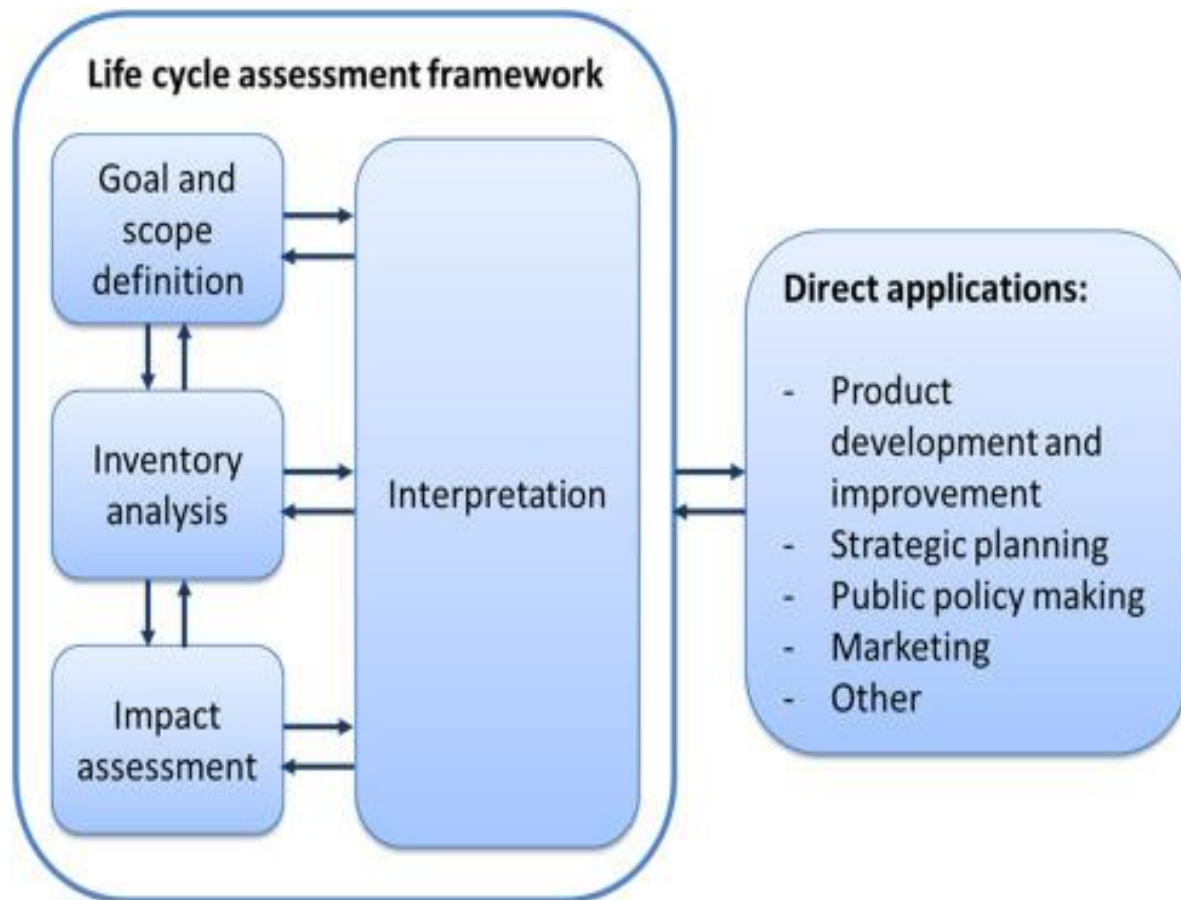 Life cycle assessment framework
Goal and
scope
definition
Inventory
analysis
Impact
assessment
Interpretation
Direct applications:
- Product
development and
improvement
- Strategic planning
- Public policy making
- Marketing
- Other